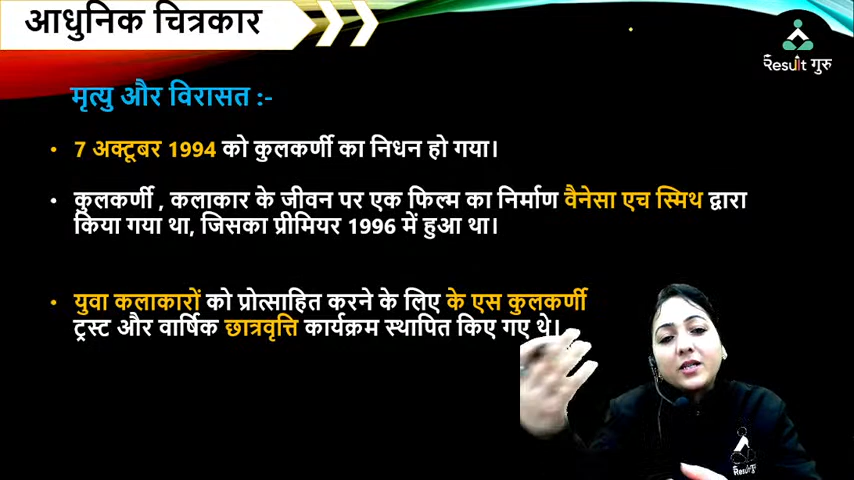 आधुनिक चित्रकार
Result गुरु
मृत्यु और विरासत :-
• 7 अक्टूबर 1994 को कुलकर्णी का निधन हो गया।
• कुलकर्णी , कलाकार के जीवन पर एक फिल्म का निर्माण वैनेसा एच स्मिथ द्वारा
किया गया था, जिसका प्रीमियर 1996 में हुआ था।
• युवा कलाकारों को प्रोत्साहित करने के लिए के एस कुलकर्णी
ट्रस्ट और वार्षिक छात्रवृत्ति कार्यक्रम स्थापित किए गए थे।
Result गुरु